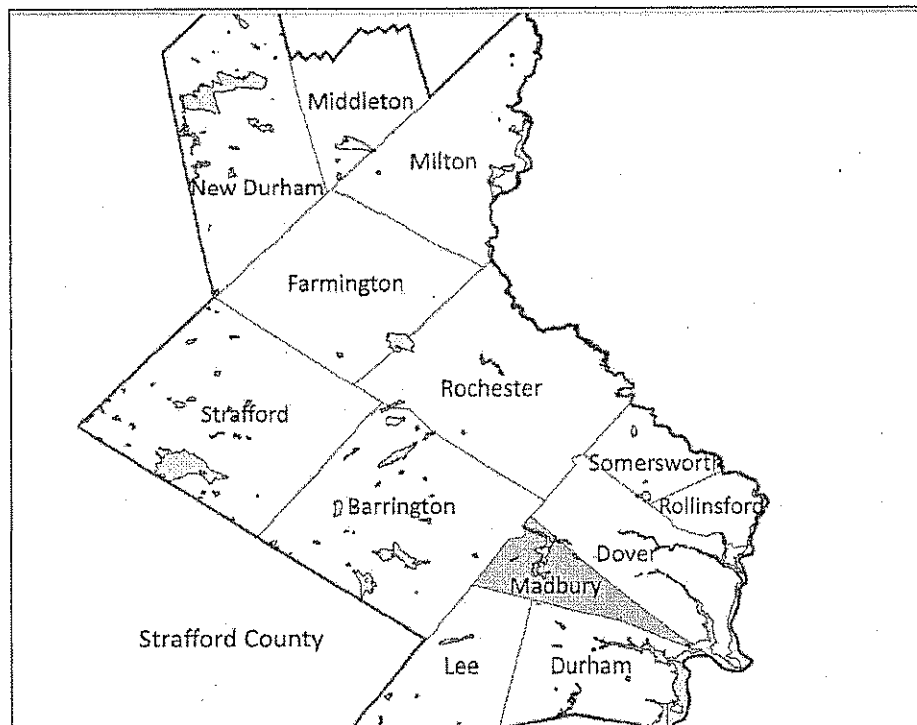 Middleton
Milton
New Durham
Farmington
Rochester
Strafford
Somersworth
Rollinsford
Barrington
Dover
Madbury
Strafford County
Lee
Durham